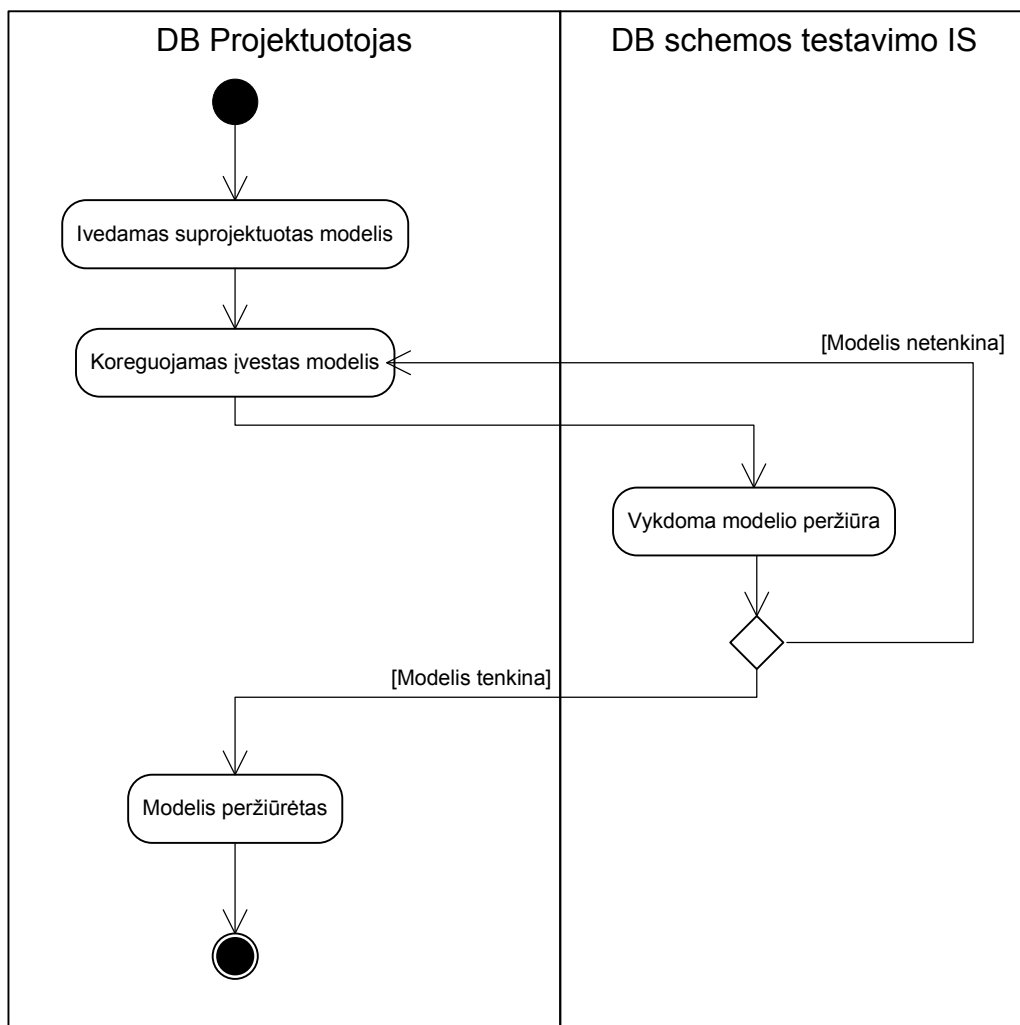 DB Projektuotojas
DB schemos testavimo IS
Ivedamas suprojektuotas modelis
Koreguojamas įvestas modelis
[Modelis netenkina]
Vykdoma modelio peržiūra
[Modelis tenkina]
Modelis peržiūrėtas